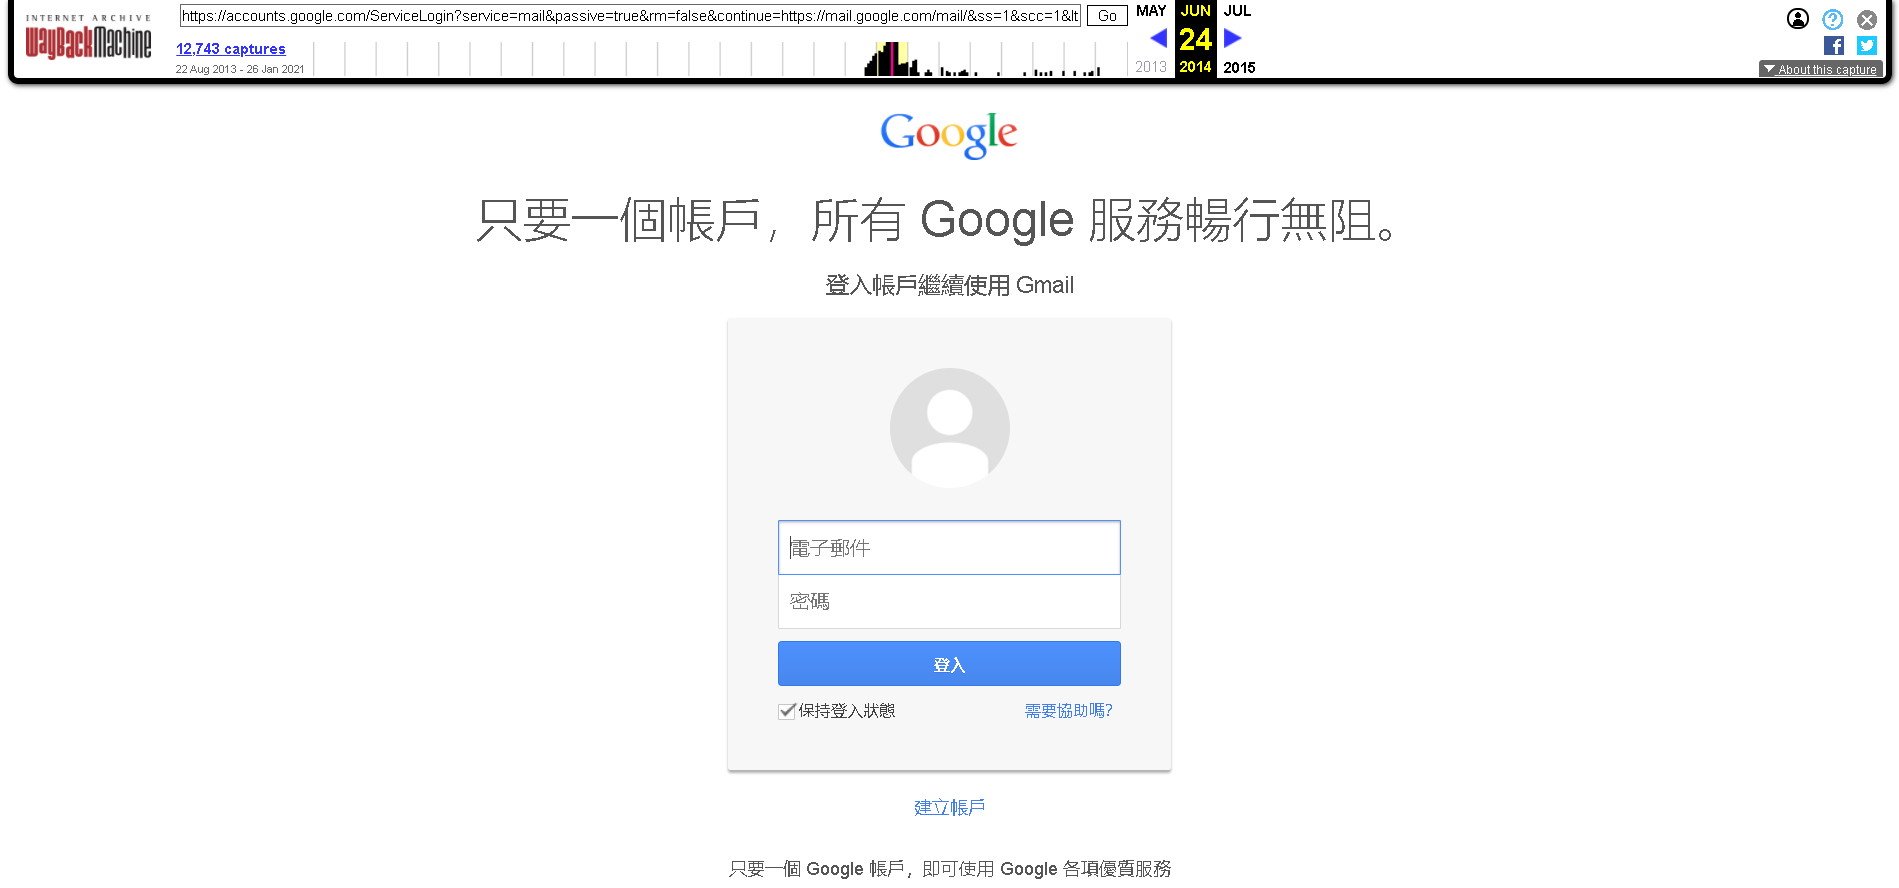 INTERNET ARCHIVE
WayBackMachine
https://accounts.google.com/ServiceLogin?service=mail&passive=true&rm=false&continue=https://mail.google.com/mail/&ss=1&scc=1&lt
Go
12,743 captures
22 Aug 2013 - 26 Jan 2021
MAY JUN JUL
24
2013 2014 2015
About this capture
Google
只要一個帳戶，所有 Google 服務暢行無阻。
登入帳戶繼續使用 Gmail
電子郵件
密碼
登入
保持登入狀態 需要協助嗎?
建立帳戶
只要一個 Google 帳戶，即可使用 Google 各項優質服務